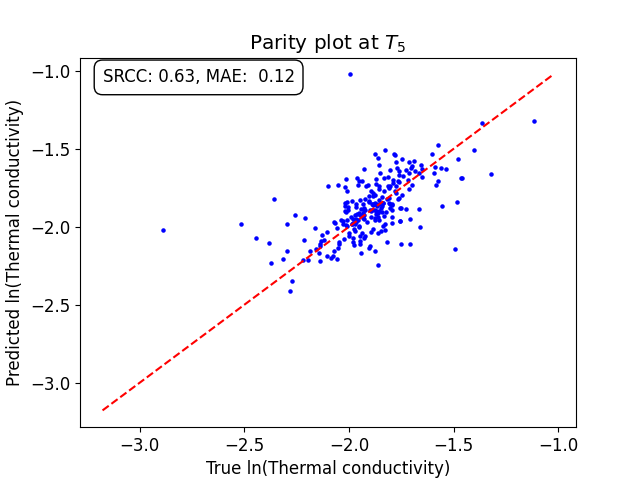 Parity plot at T₅
SRCC: 0.63, MAE:  0.12
Predicted ln(Thermal conductivity)
−1.0
−1.5
−2.0
−2.5
−3.0
−3.0 −2.5 −2.0 −1.5 −1.0
True ln(Thermal conductivity)